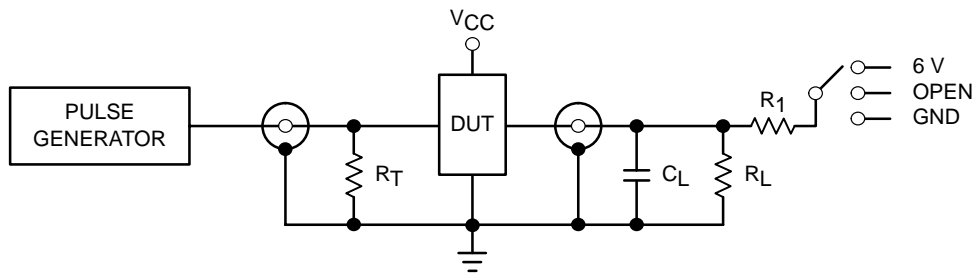 VCC
PULSE
GENERATOR
DUT
RT
CL
RL
R1
6 V
OPEN
GND